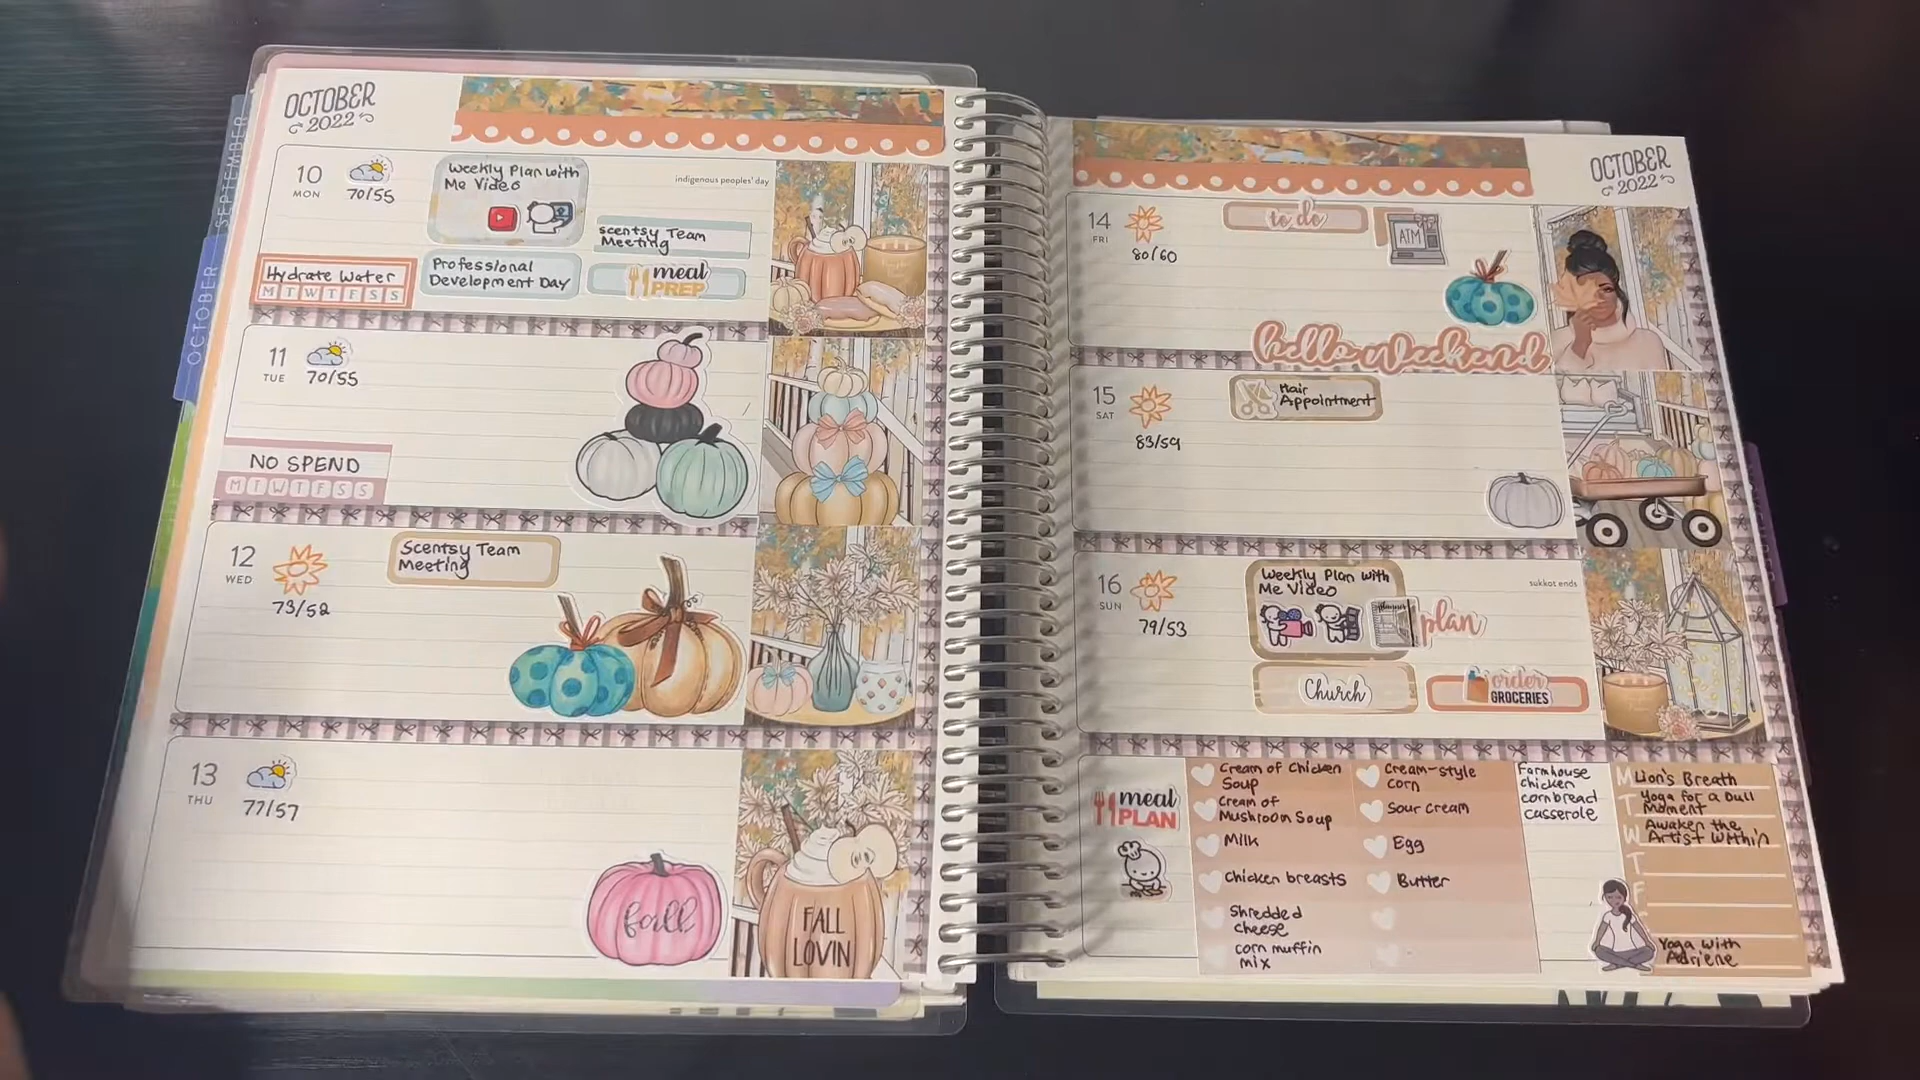 SEPTEMBER
OCTOBER
OCTOBER
2022
10
MON
70/55
Weekly Plan with
Me Video
indigenous peoples' day
Scentsy Team
Meeting
Hydrate Water
M T W T F S S
Professional
Development Day
meal
PREP
11
TUE
70/55
NO SPEND
M T W T F S S
12
WED
73/52
Scentsy Team
Meeting
13
THU
77/57
fall
FALL
LOVIN
OCTOBER
2022
14
FRI
80/60
to do
ATM
hello weekend
15
SAT
83/59
Hair
Appointment
16
SUN
79/53
Weekly Plan with
Me Video
planner
plan
sukkot ends
Church
order
GROCERIES
meal
PLAN
Cream of Chicken
Soup
Cream of
Mushroom Soup
Milk
Chicken breasts
Shredded
cheese
corn muffin
mix
Cream-style
Corn
Sour Cream
Egg
Butter
Farmhouse
chicken
cornbread
casserole
M Lion's Breath
T Yoga for a Dull
Moment
W Awaken the
Artist Within
T
F
Yoga with
Adriene